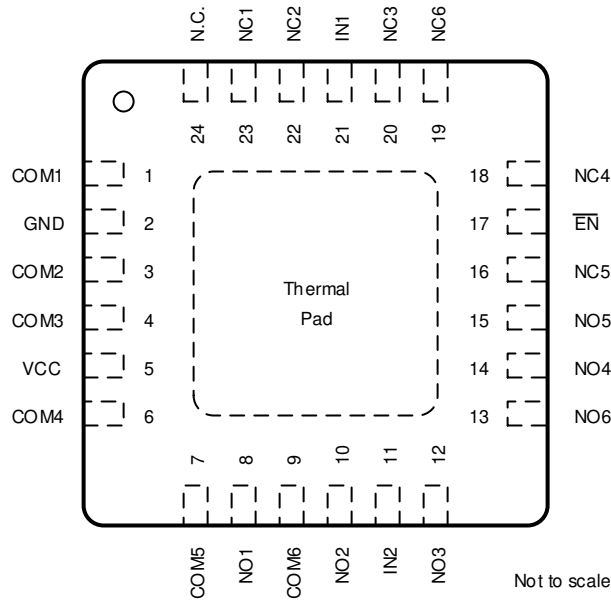 N.C. NC1 NC2 IN1 NC3 NC6
24 23 22 21 20 19
COM1 1 18 NC4
GND 2 17 EN
COM2 3 16 NC5
COM3 4 15 NO5
VCC 5 14 NO4
COM4 6 13 NO6
Thermal
Pad
7 8 9 10 11 12
COM5 NO1 COM6 NO2 IN2 NO3
Not to scale